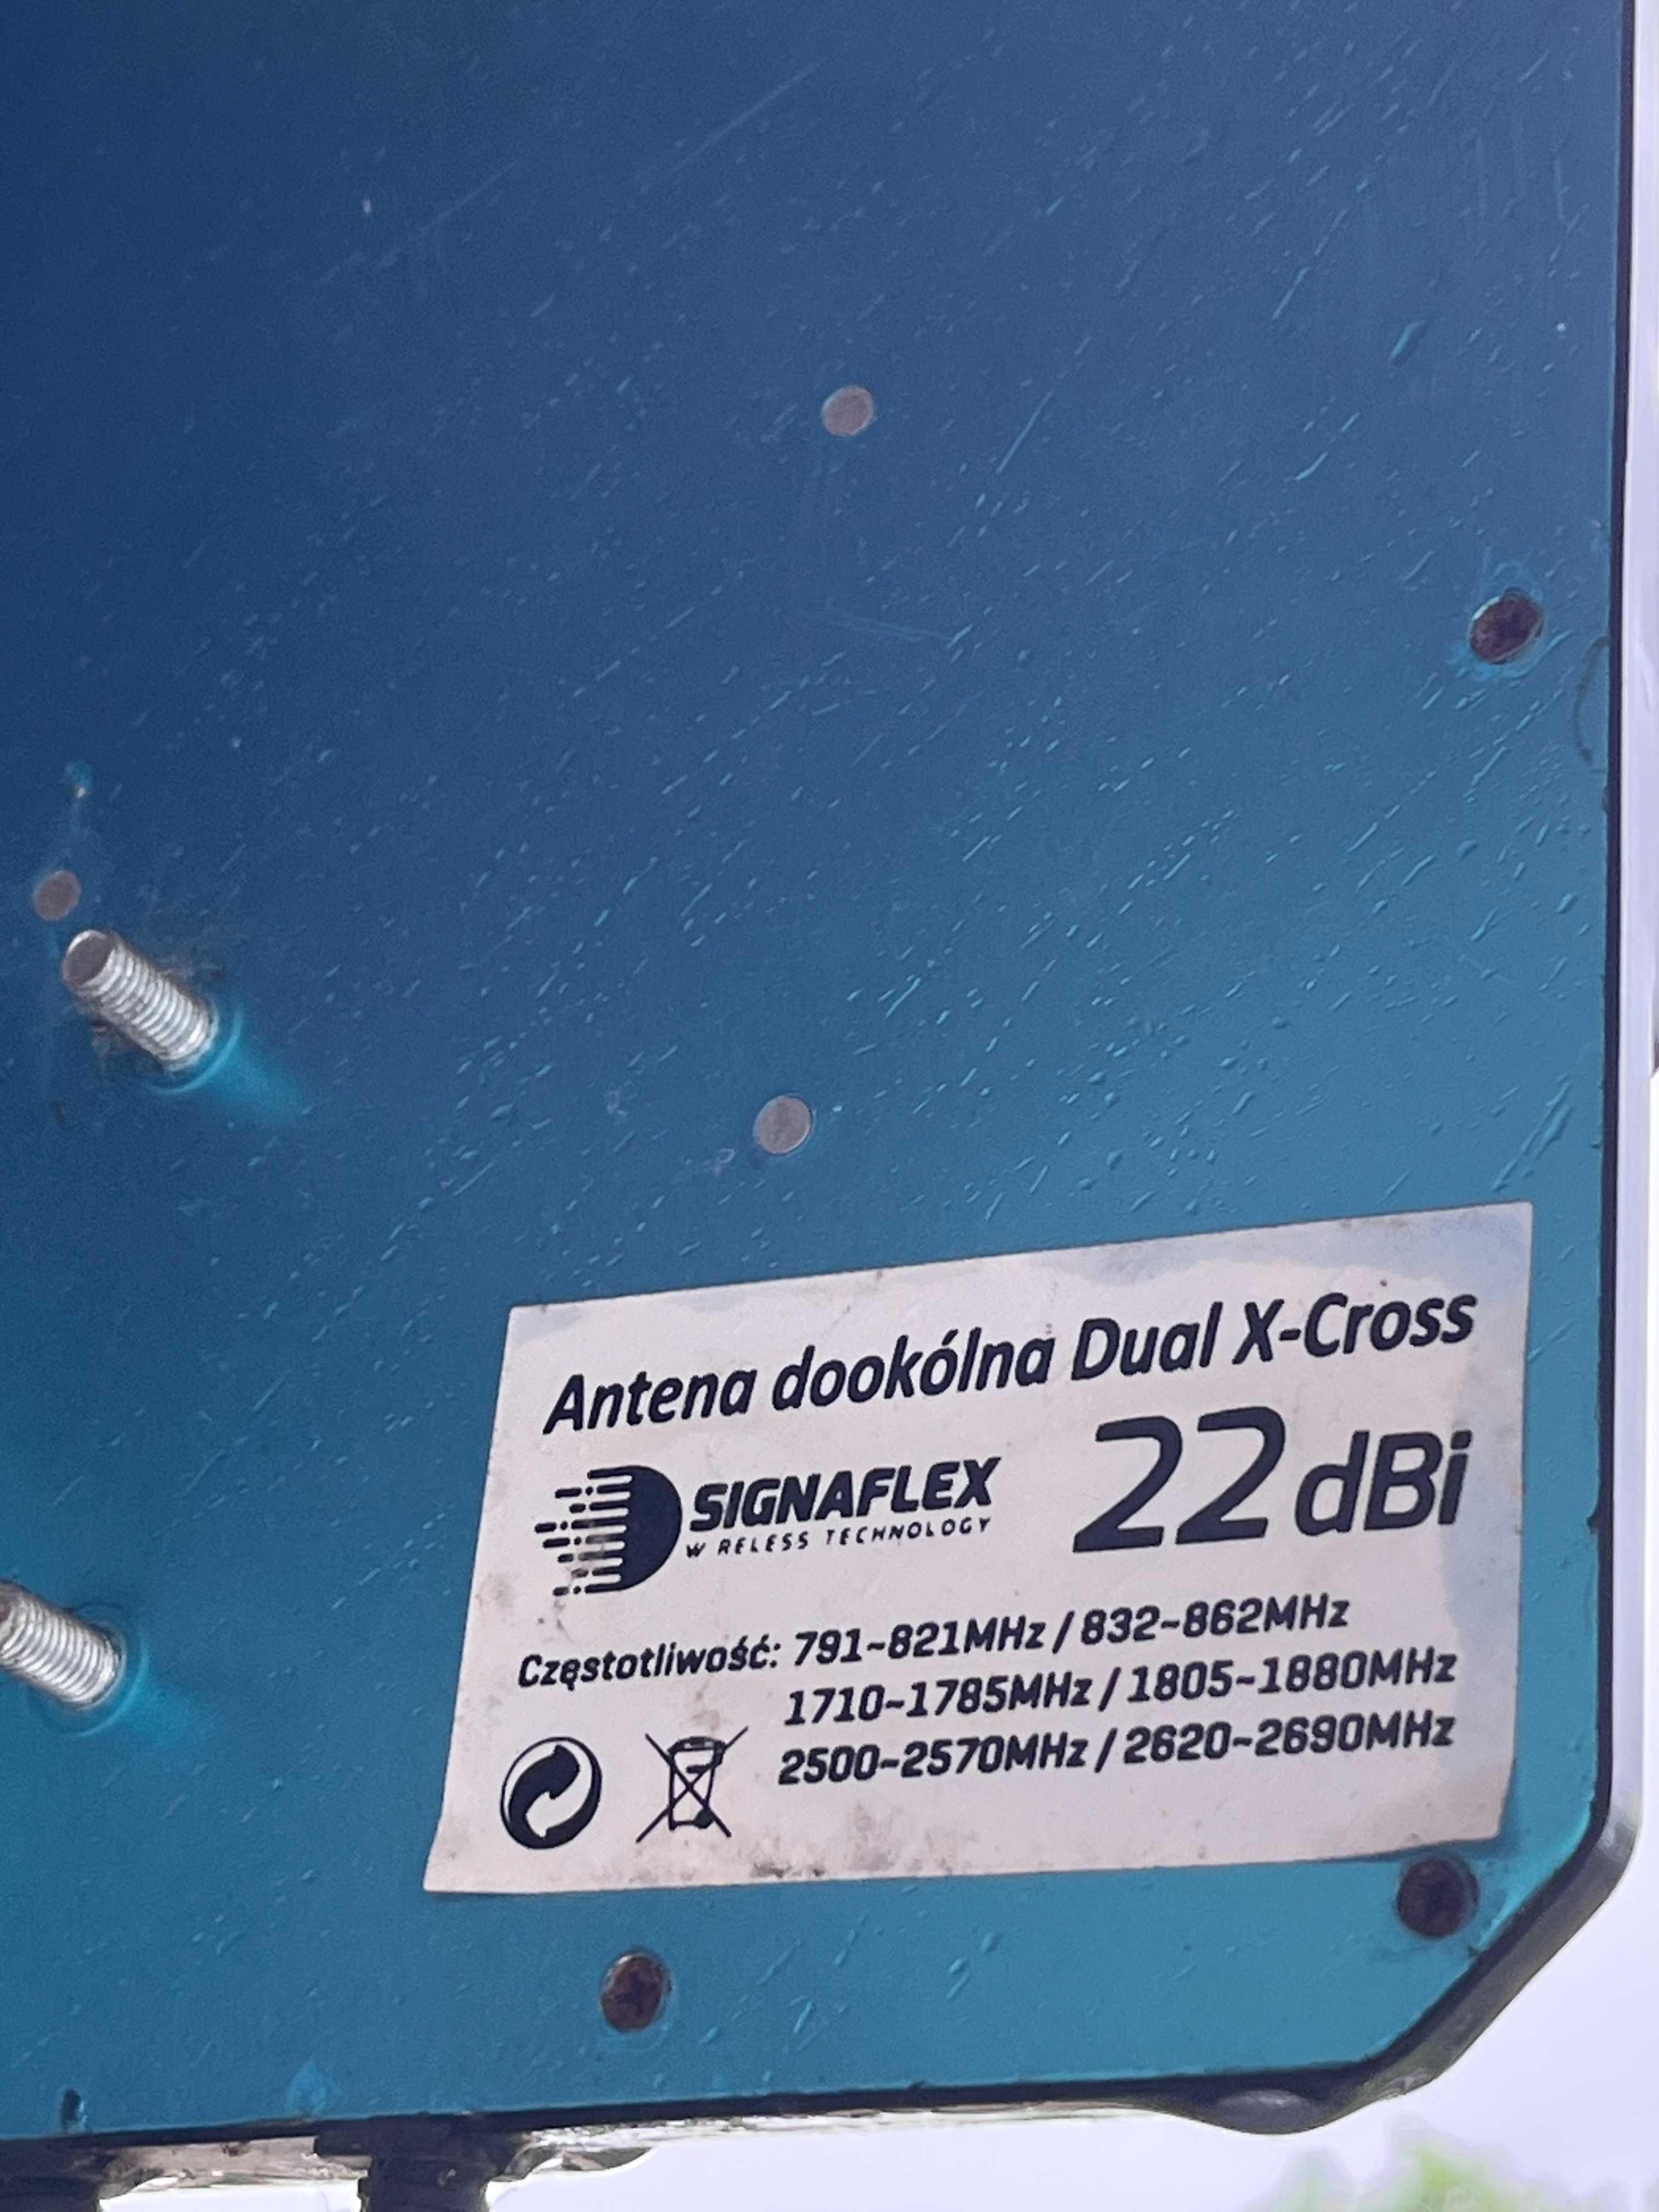 Antena dookólna Dual X-Cross
SIGNAFLEX
W RELESS TECHNOLOGY
22 dBi
Częstotliwość: 791~821MHz / 832~862MHz
1710~1785MHz / 1805~1880MHz
2500~2570MHz / 2620~2690MHz